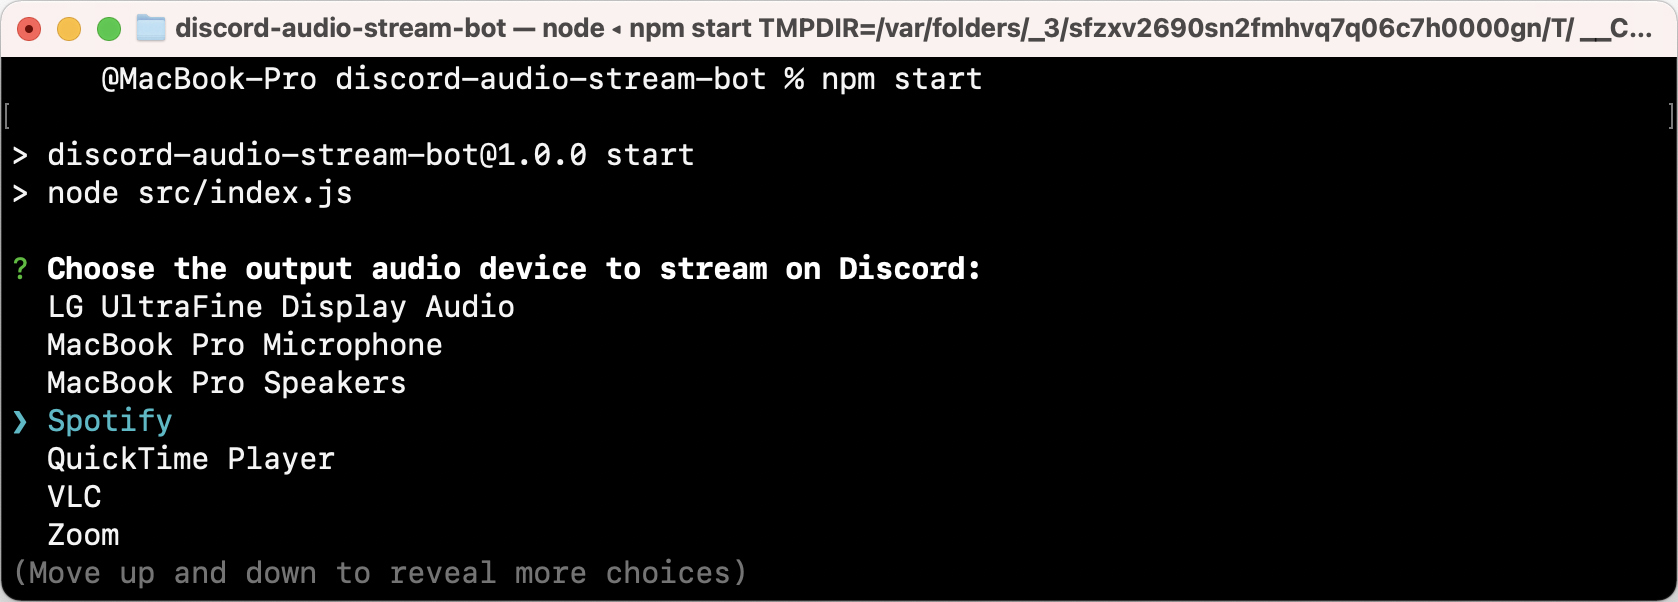 discord-audio-stream-bot — node ◂ npm start TMPDIR=/var/folders/_3/sfzxv2690sn2fmhvq7q06c7h0000gn/T/ __C...
@MacBook-Pro discord-audio-stream-bot % npm start
[ ]
> discord-audio-stream-bot@1.0.0 start
> node src/index.js
? Choose the output audio device to stream on Discord:
LG UltraFine Display Audio
MacBook Pro Microphone
MacBook Pro Speakers
❯ Spotify
QuickTime Player
VLC
Zoom
(Move up and down to reveal more choices)